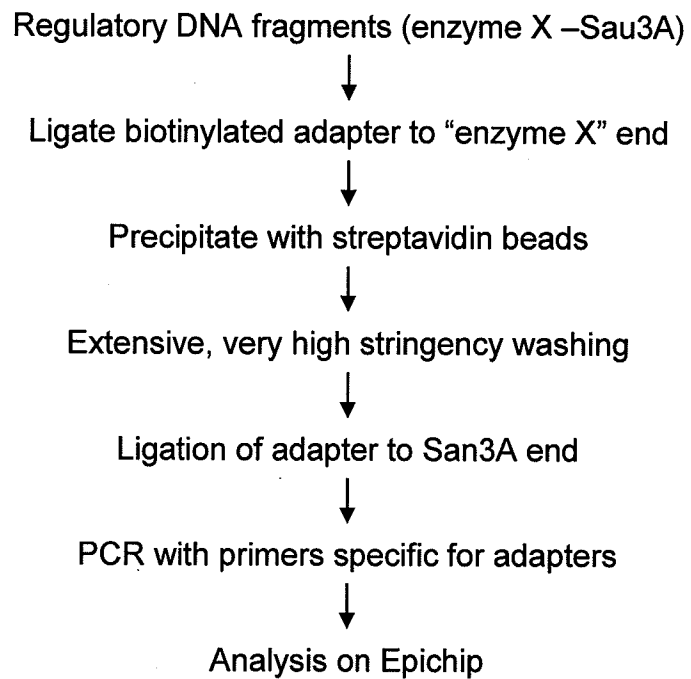 Regulatory DNA fragments (enzyme X –Sau3A)
Ligate biotinylated adapter to “enzyme X” end
Precipitate with streptavidin beads
Extensive, very high stringency washing
Ligation of adapter to San3A end
PCR with primers specific for adapters
Analysis on Epichip